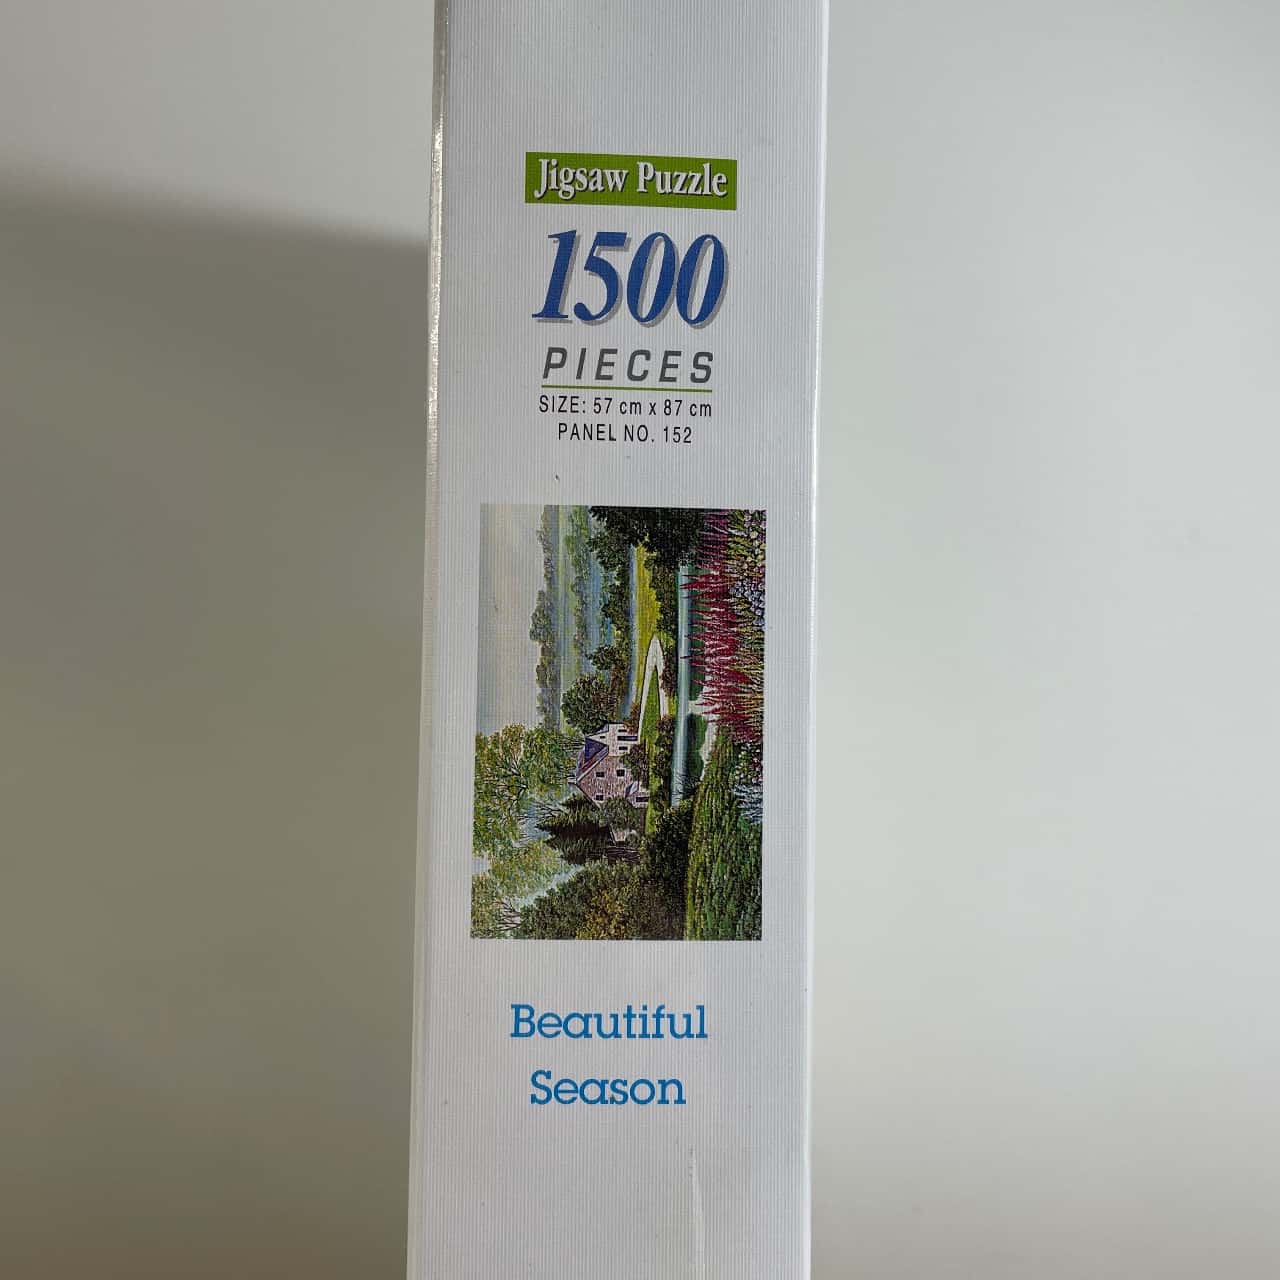 Jigsaw Puzzle
1500
PIECES
SIZE: 57 cm x 87 cm
PANEL NO. 152
Beautiful
Season